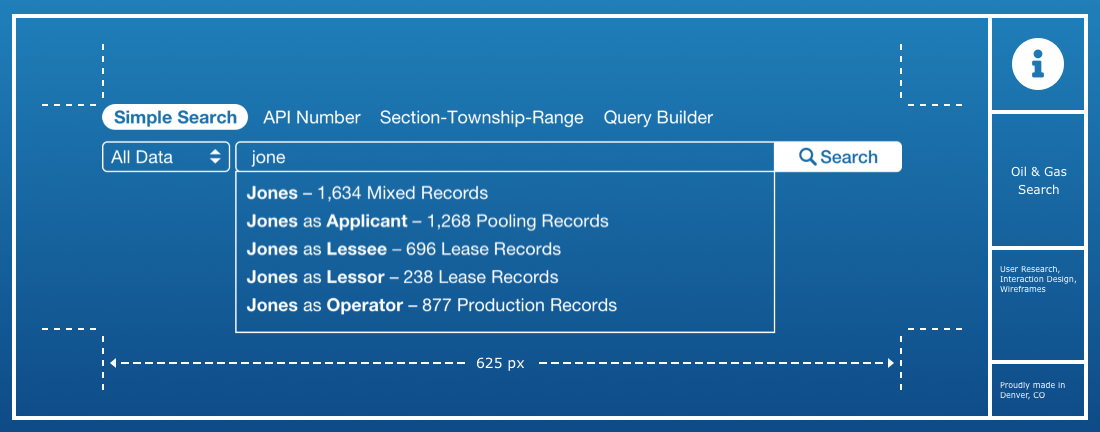 Simple Search API Number Section-Township-Range Query Builder
All Data jone Search
Jones – 1,634 Mixed Records
Jones as Applicant – 1,268 Pooling Records
Jones as Lessee – 696 Lease Records
Jones as Lessor – 238 Lease Records
Jones as Operator – 877 Production Records
625 px
Oil & Gas
Search
User Research,
Interaction Design,
Wireframes
Proudly made in
Denver, CO